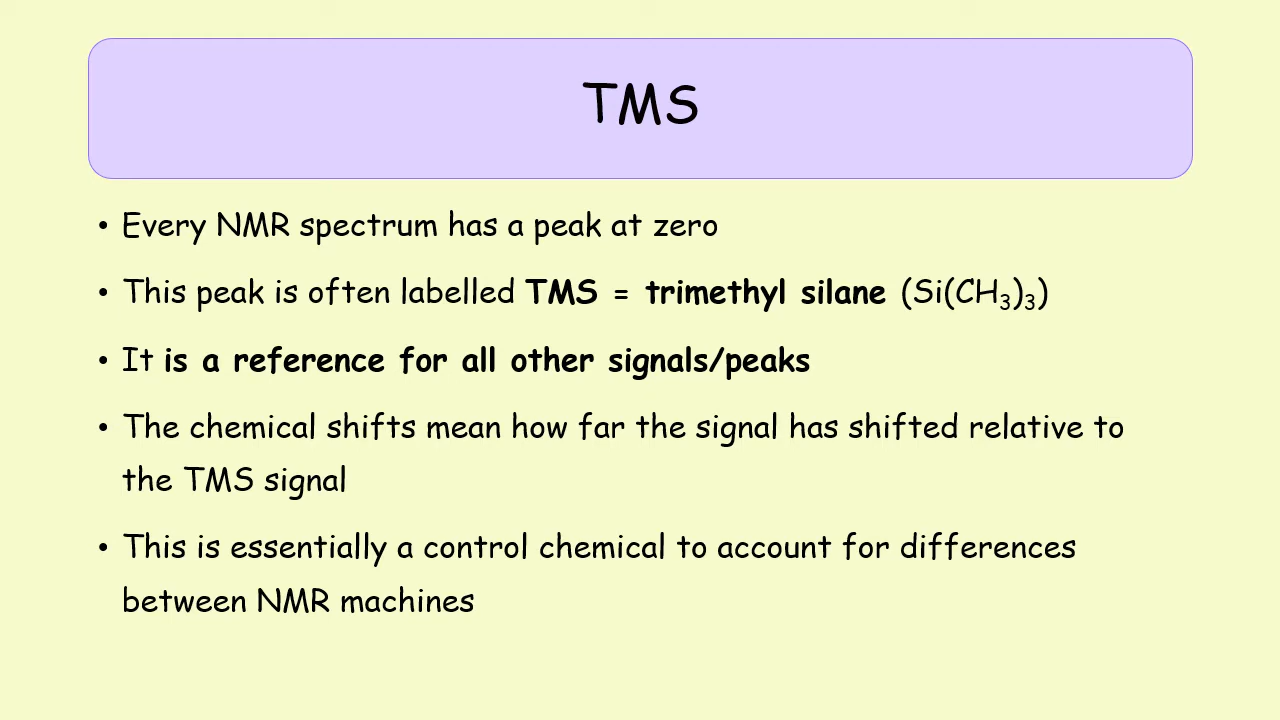 TMS
• Every NMR spectrum has a peak at zero
• This peak is often labelled TMS = trimethyl silane (Si(CH₃)₃)
• It is a reference for all other signals/peaks
• The chemical shifts mean how far the signal has shifted relative to
the TMS signal
• This is essentially a control chemical to account for differences
between NMR machines